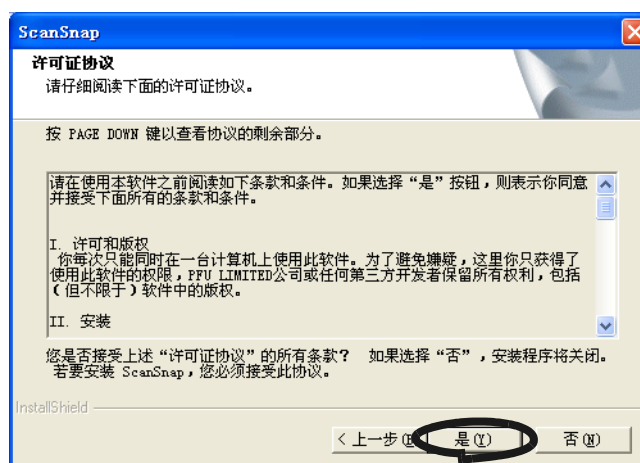 ScanSnap
许可证协议
请仔细阅读下面的许可证协议。
按 PAGE DOWN 键以查看协议的剩余部分。
请在使用本软件之前阅读如下条款和条件。如果选择“是”按钮，则表示你同意
并接受下面所有的条款和条件。
I. 许可和版权
你每次只能同时在一台计算机上使用此软件。为了避免嫌疑，这里你只获得了
使用此软件的权限，PFU LIMITED公司或任何第三方开发者保留所有权利，包括
（但不限于）软件中的版权。
II. 安装
您是否接受上述“许可证协议”的所有条款？ 如果选择“否”，安装程序将关闭。
若要安装 ScanSnap，您必须接受此协议。
InstallShield
< 上一步(B) 是(Y) 否(N)